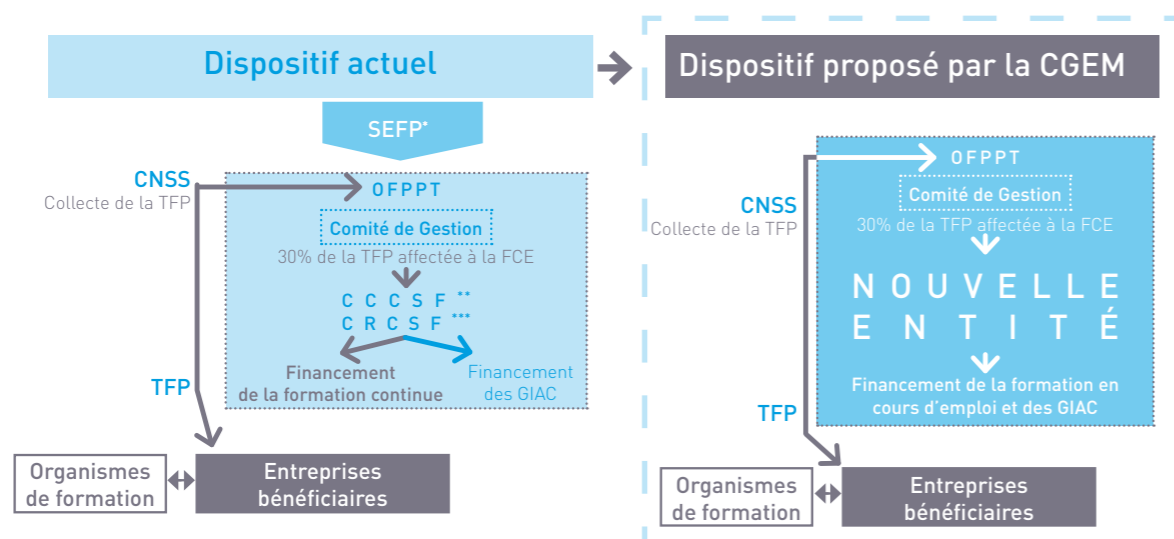 Dispositif actuel
SEFP*
CNSS
Collecte de la TFP
OFPPT
Comité de Gestion
30% de la TFP affectée à la FCE
CCCSF **
CRCSF ***
Financement
de la formation continue
Financement
des GIAC
TFP
Organismes
de formation
Entreprises
bénéficiaires
Dispositif proposé par la CGEM
CNSS
Collecte de la TFP
OFPPT
Comité de Gestion
30% de la TFP affectée à la FCE
NOUVELLE
ENTITÉ
Financement de la formation en
cours d’emploi et des GIAC
TFP
Organismes
de formation
Entreprises
bénéficiaires